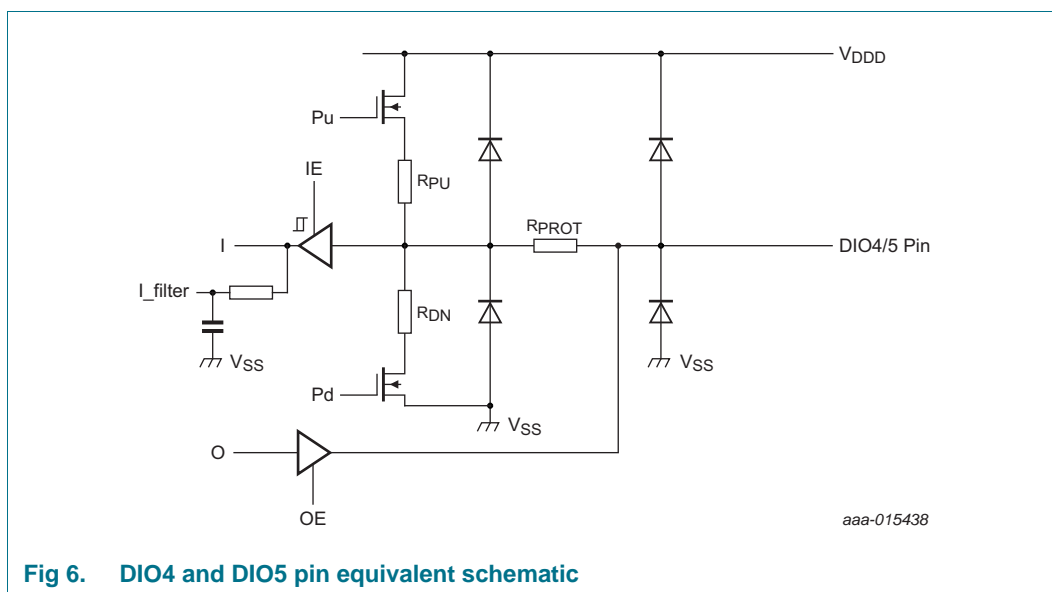 VDDD
Pu
IE
RPU
RPROT
I
DIO4/5 Pin
I_filter
RDN
VSS
VSS
Pd
VSS
O
OE
aaa-015438
Fig 6. DIO4 and DIO5 pin equivalent schematic